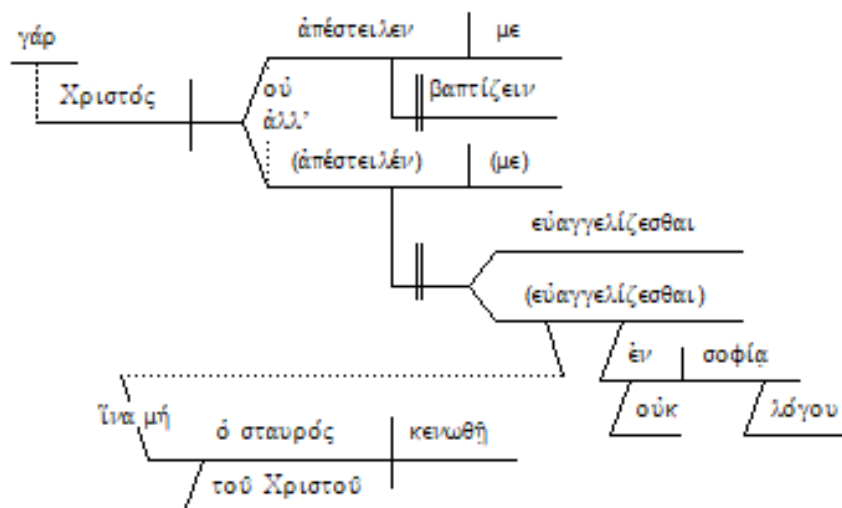 ἀπέστειλεν με
γάρ
Χριστός οὐ βαπτίζειν
ἀλλ'
(ἀπέστειλέν) (με)
εὐαγγελίζεσθαι
(εὐαγγελίζεσθαι)
ἐν σοφίᾳ
ἵνα μή ὁ σταυρός κενωθῇ οὐκ λόγου
τοῦ Χριστοῦ